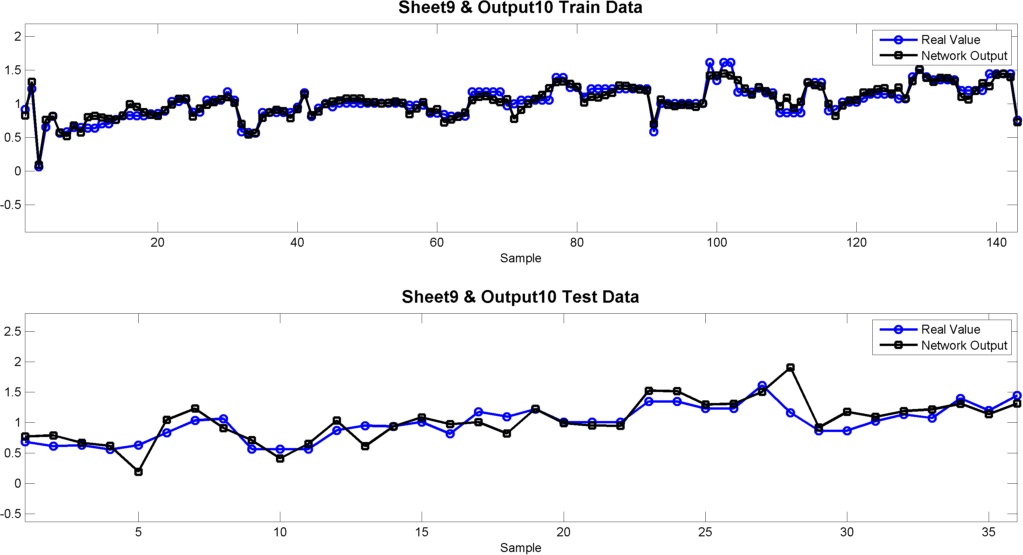 Sheet9 & Output10 Train Data
Real Value
Network Output
2
1.5
1
0.5
0
-0.5
20 40 60 80 100 120 140
Sample
Sheet9 & Output10 Test Data
Real Value
Network Output
2.5
2
1.5
1
0.5
0
-0.5
5 10 15 20 25 30 35
Sample